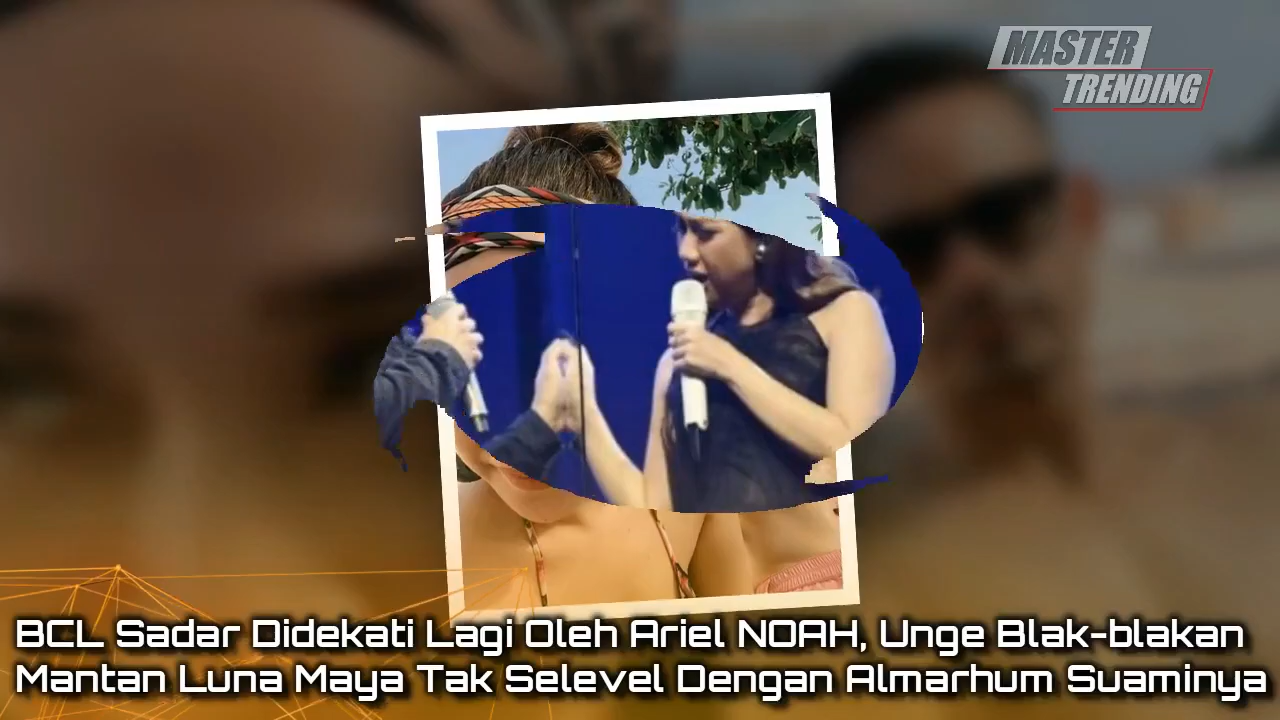 MASTER
TRENDING
BCL Sadar Didekati Lagi Oleh Ariel NOAH, Unge Blak-blakan
Mantan Luna Maya Tak Selevel Dengan Almarhum Suaminya